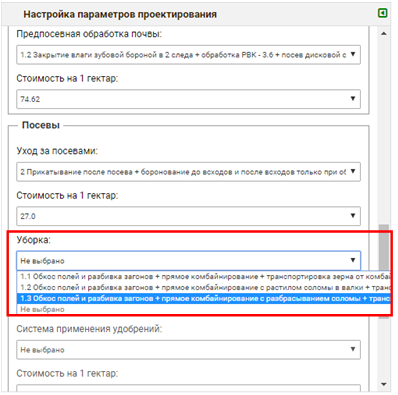 Настройка параметров проектирования
Предпосевная обработка почвы:
1.2 Закрытие влаги зубовой бороной в 2 следа + обработка РВК - 3.6 + посев дисковой с
Стоимость на 1 гектар:
74.62
Посевы
Уход за посевами:
2 Прикатывание после посева + боронование до всходов и после всходов только при об
Стоимость на 1 гектар:
27.0
Уборка:
Не выбрано
1.1 Обкос полей и разбивка загонов + прямое комбайнирование + транспортировка зерна от комба
1.2 Обкос полей и разбивка загонов + прямое комбайнирование с растилом соломы в валки + тран
1.3 Обкос полей и разбивка загонов + прямое комбайнирование с разбрасыванием соломы + транс
Не выбрано
Система применения удобрений:
Не выбрано
Стоимость на 1 гектар: